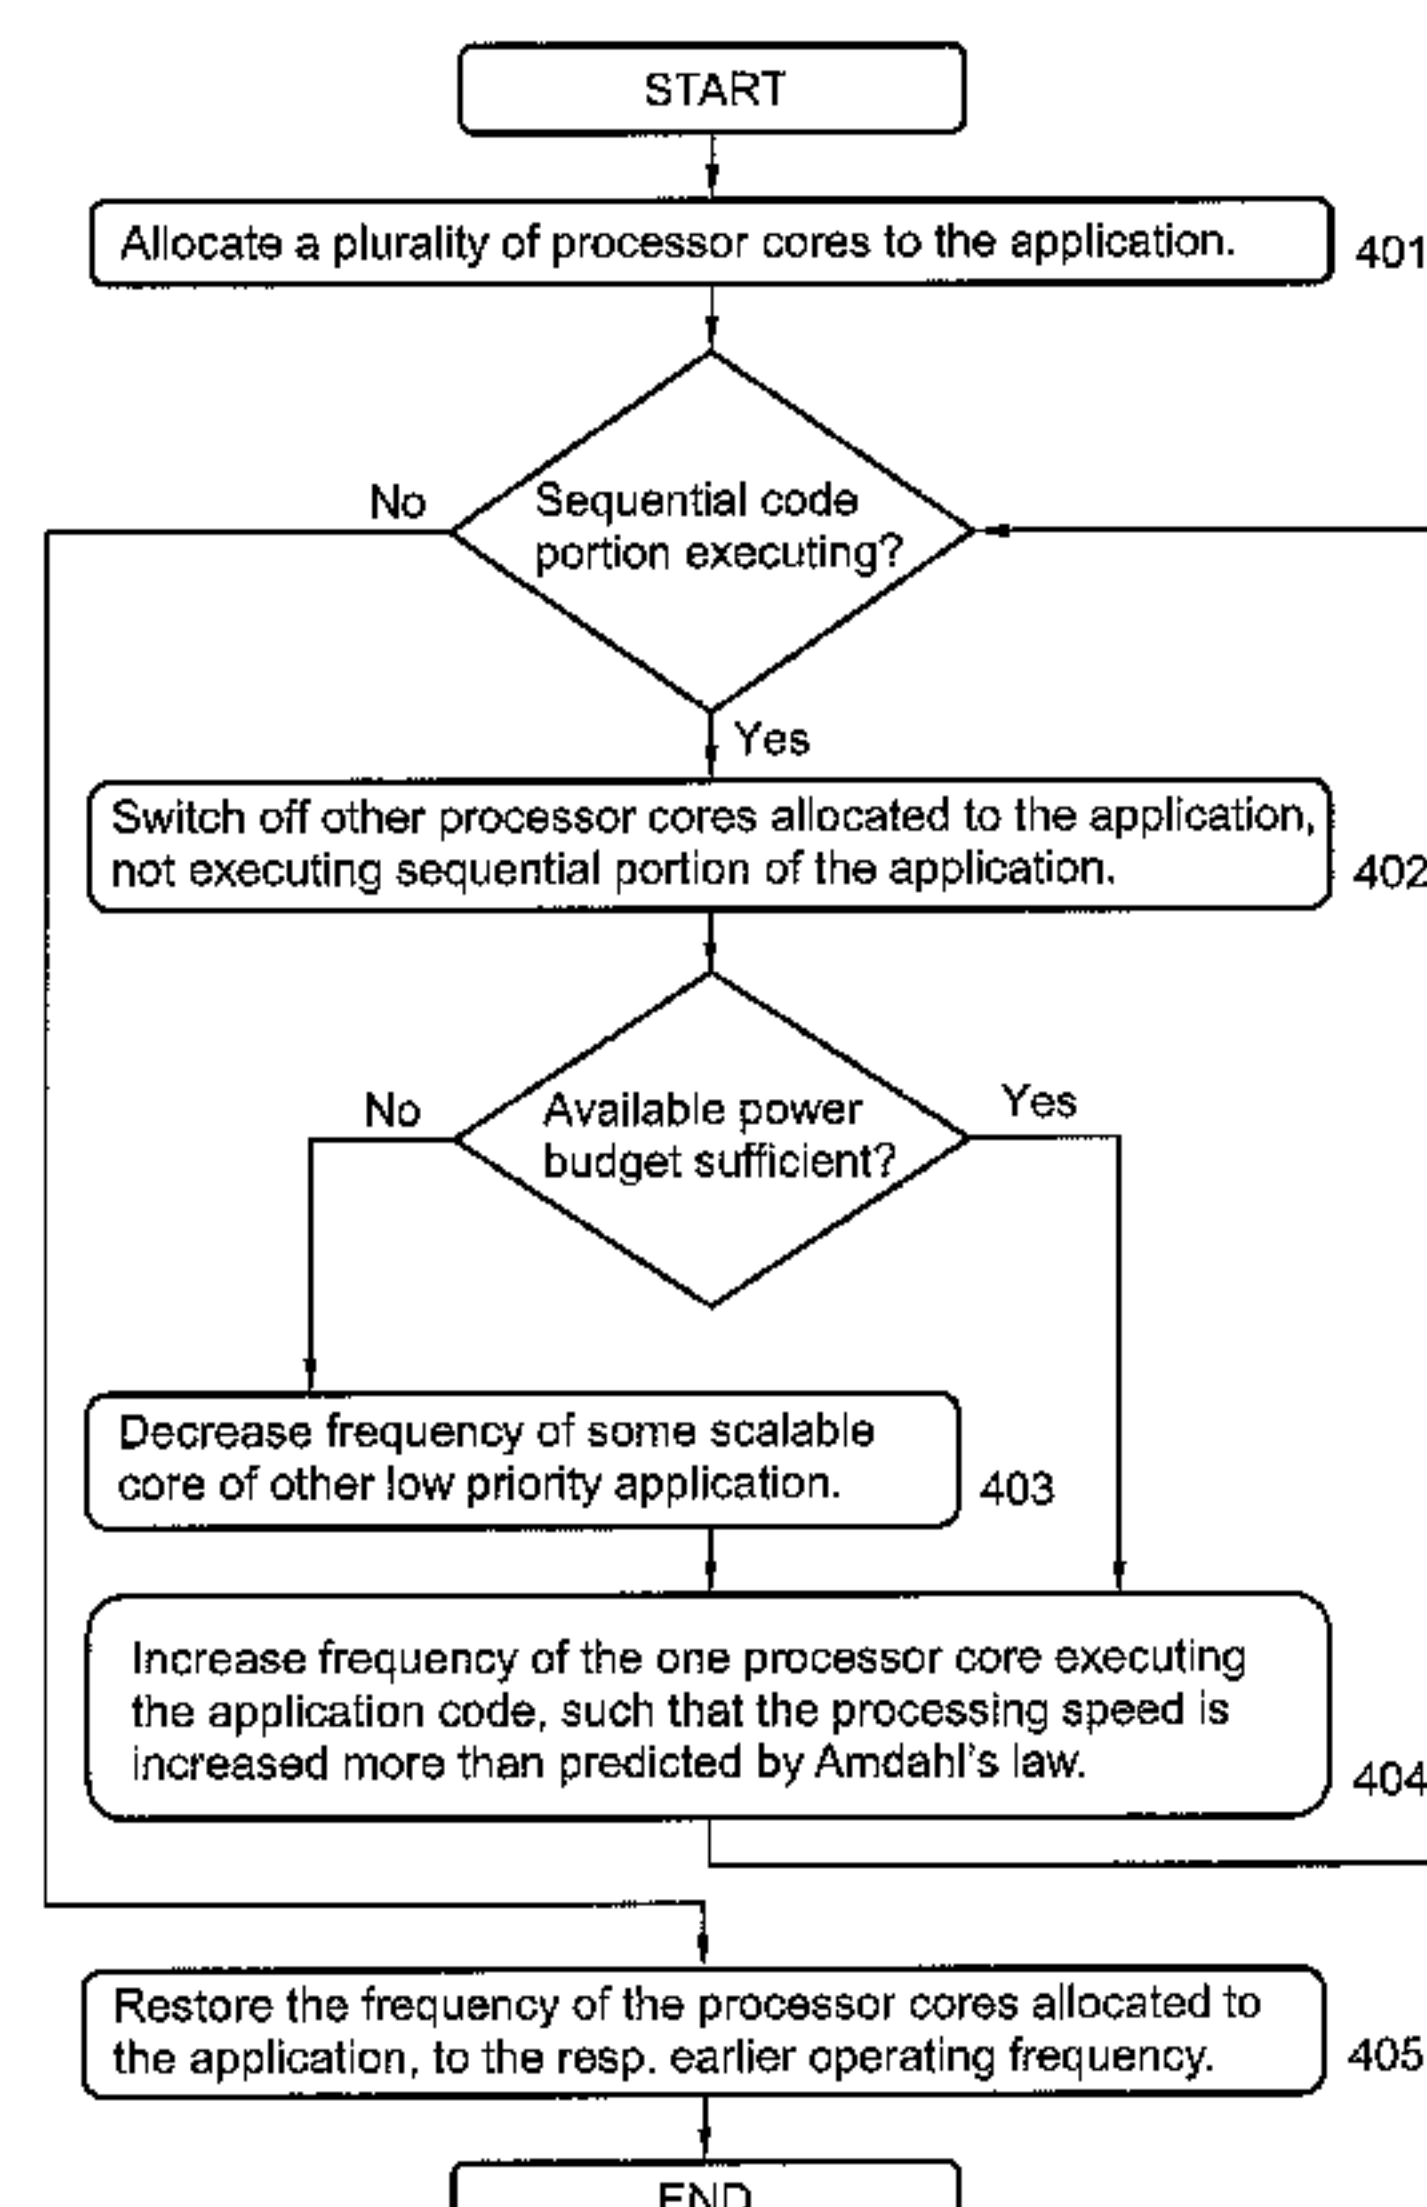 START
Allocate a plurality of processor cores to the application.
401
No
Sequential code
portion executing?
Yes
Switch off other processor cores allocated to the application,
not executing sequential portion of the application.
402
No
Available power
budget sufficient?
Yes
Decrease frequency of some scalable
core of other low priority application.
403
Increase frequency of the one processor core executing
the application code, such that the processing speed is
increased more than predicted by Amdahl's law.
404
Restore the frequency of the processor cores allocated to
the application, to the resp. earlier operating frequency.
405
END